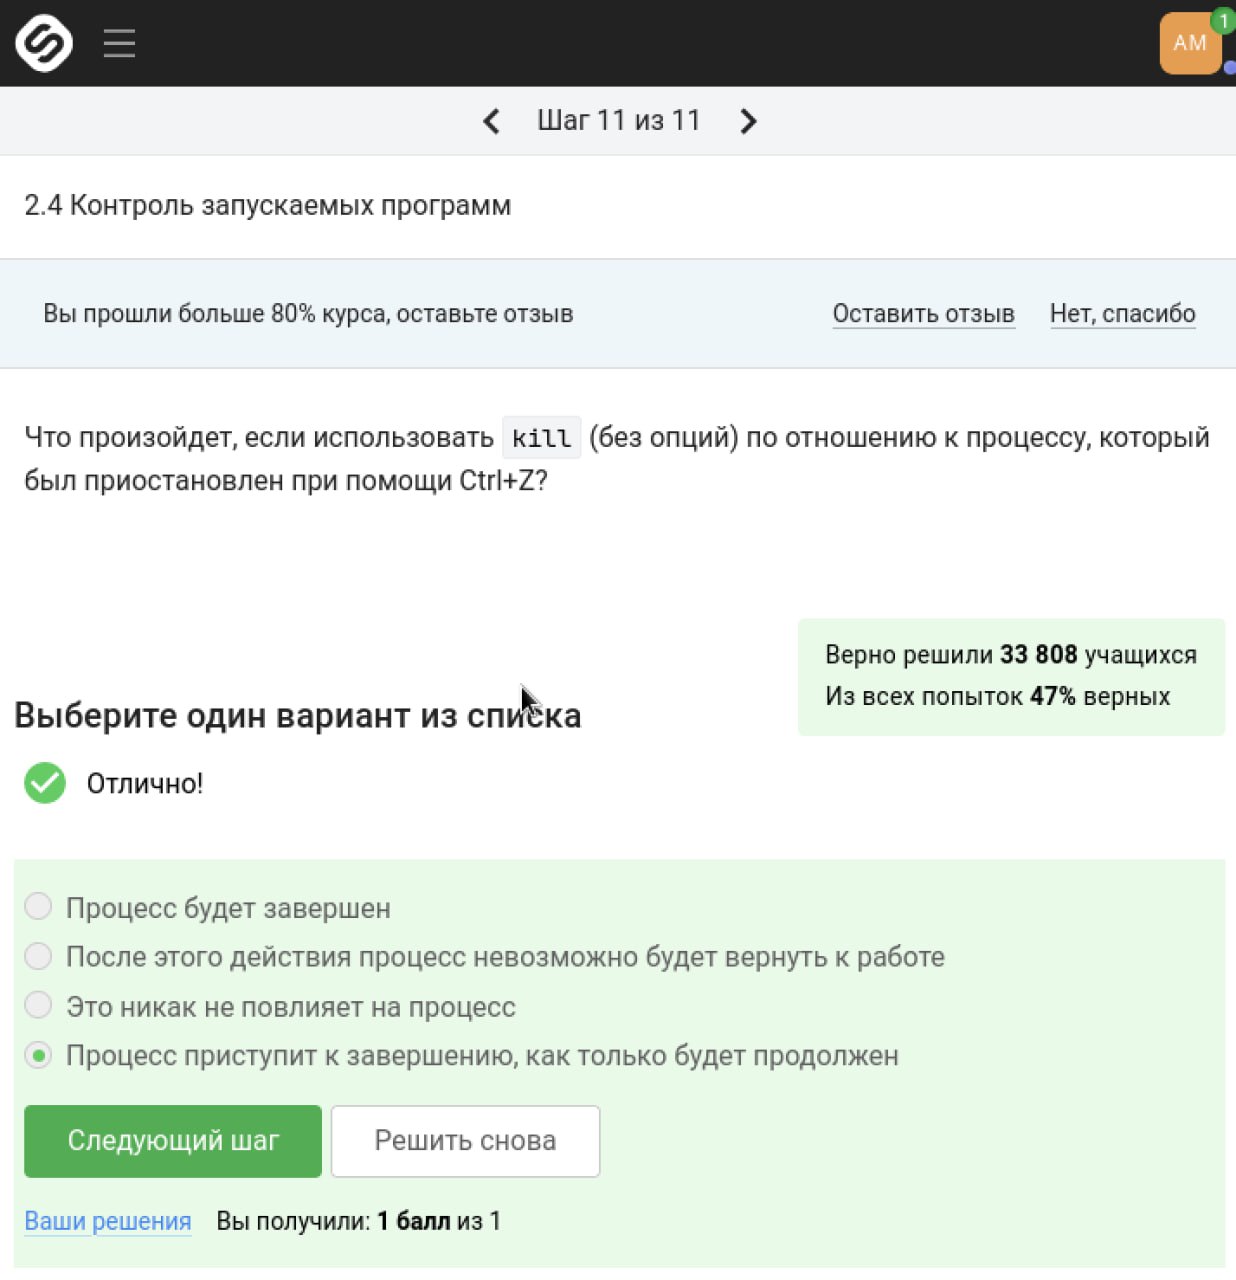 AM
1
Шаг 11 из 11
2.4 Контроль запускаемых программ
Вы прошли больше 80% курса, оставьте отзыв Оставить отзыв Нет, спасибо
Что произойдет, если использовать kill (без опций) по отношению к процессу, который
был приостановлен при помощи Ctrl+Z?
Верно решили 33 808 учащихся
Из всех попыток 47% верных
Выберите один вариант из списка
Отлично!
Процесс будет завершен
После этого действия процесс невозможно будет вернуть к работе
Это никак не повлияет на процесс
Процесс приступит к завершению, как только будет продолжен
Следующий шаг Решить снова
Ваши решения Вы получили: 1 балл из 1